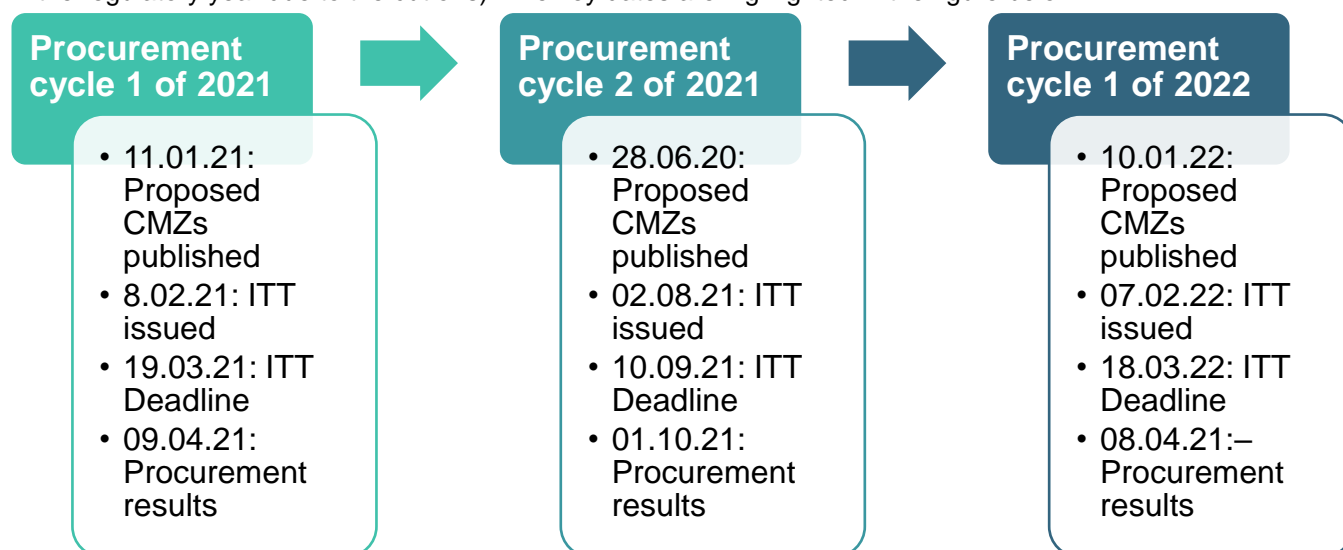 Procurement
cycle 1 of 2021
• 11.01.21:
Proposed
CMZs
published
• 8.02.21: ITT
issued
• 19.03.21: ITT
Deadline
• 09.04.21:
Procurement
results
Procurement
cycle 2 of 2021
• 28.06.20:
Proposed
CMZs
published
• 02.08.21: ITT
issued
• 10.09.21: ITT
Deadline
• 01.10.21:
Procurement
results
Procurement
cycle 1 of 2022
• 10.01.22:
Proposed
CMZs
published
• 07.02.22: ITT
issued
• 18.03.22: ITT
Deadline
• 08.04.21:–
Procurement
results